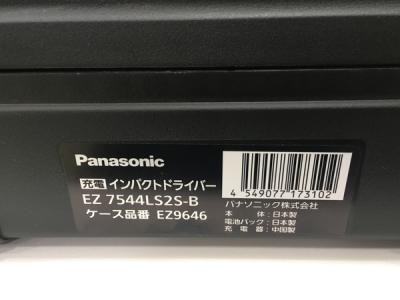 Panasonic
充電 インパクトドライバー
EZ 7544LS2S-B
ケース品番 EZ9646
4 549077 173102
パナソニック株式会社
本体:日本製
電池パック:日本製
充電器:中国製